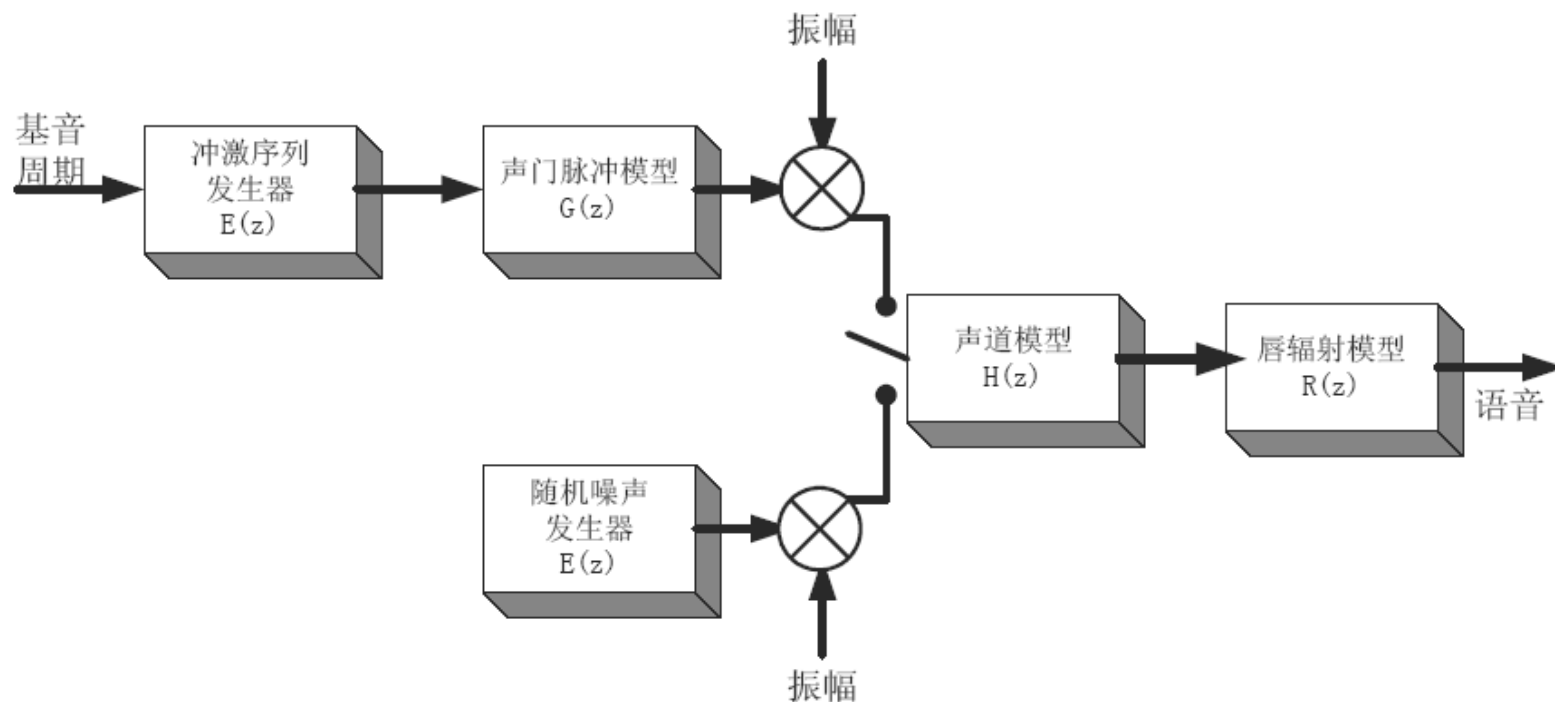 振幅
基音
周期
冲激序列
发生器
E(z)
声门脉冲模型
G(z)
声道模型
H(z)
唇辐射模型
R(z)
语音
随机噪声
发生器
E(z)
振幅